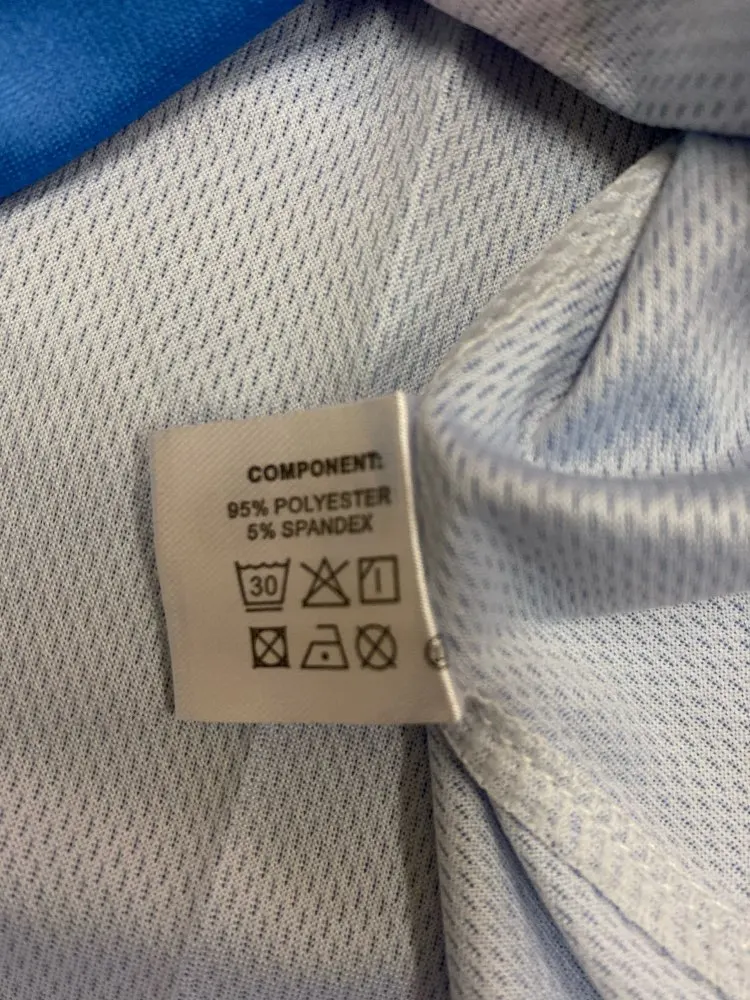 COMPONENT:
95% POLYESTER
5% SPANDEX
30